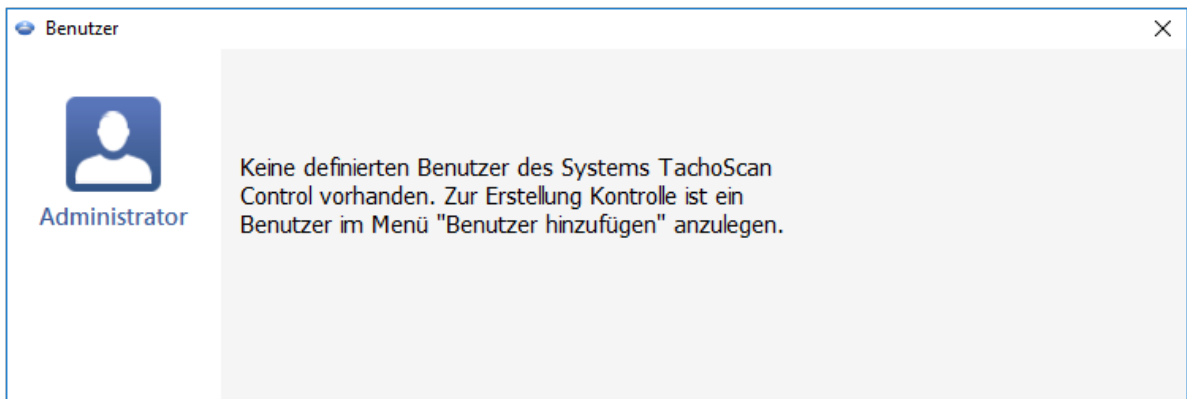 Benutzer
Administrator
Keine definierten Benutzer des Systems TachoScan
Control vorhanden. Zur Erstellung Kontrolle ist ein
Benutzer im Menü "Benutzer hinzufügen" anzulegen.